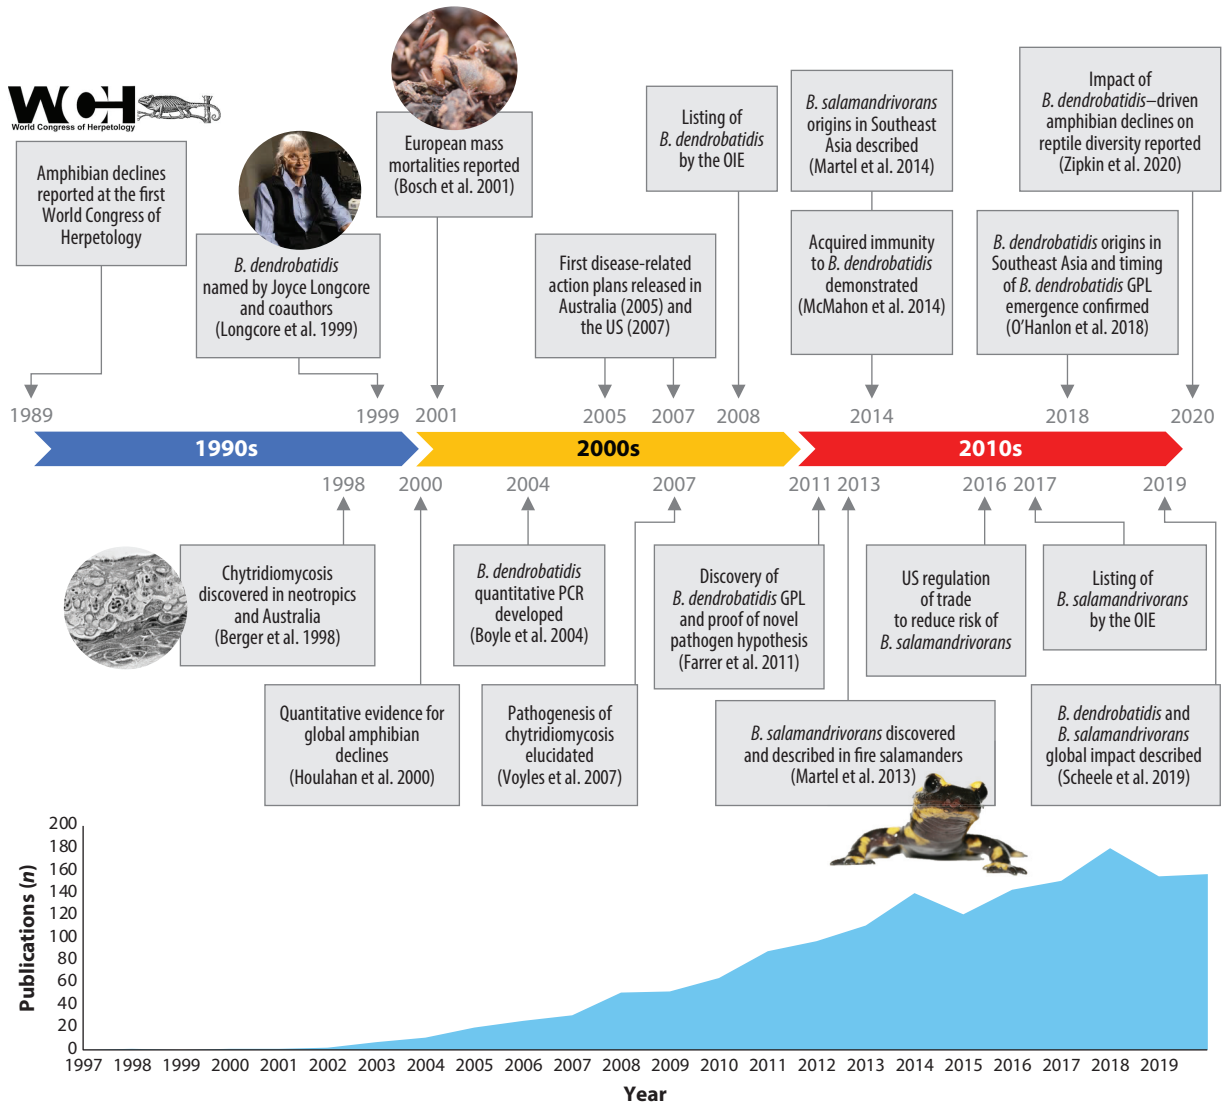 WCH
World Congress of Herpetology
Amphibian declines
reported at the first
World Congress of
Herpetology
B. dendrobatidis
named by Joyce Longcore
and coauthors
(Longcore et al. 1999)
European mass
mortalities reported
(Bosch et al. 2001)
First disease-related
action plans released in
Australia (2005) and
the US (2007)
Listing of
B. dendrobatidis
by the OIE
B. salamandrivorans
origins in Southeast
Asia described
(Martel et al. 2014)
Acquired immunity
to B. dendrobatidis
demonstrated
(McMahon et al. 2014)
Impact of
B. dendrobatidis–driven
amphibian declines on
reptile diversity reported
(Zipkin et al. 2020)
B. dendrobatidis origins in
Southeast Asia and timing
of B. dendrobatidis GPL
emergence confirmed
(O'Hanlon et al. 2018)
1989 1999 2001 2005 2007 2008 2014 2018 2020
1990s 2000s 2010s
1998 2000 2004 2007 2011 2013 2016 2017 2019
Chytridiomycosis
discovered in neotropics
and Australia
(Berger et al. 1998)
Quantitative evidence for
global amphibian
declines
(Houlahan et al. 2000)
B. dendrobatidis
quantitative PCR
developed
(Boyle et al. 2004)
Pathogenesis of
chytridiomycosis
elucidated
(Voyles et al. 2007)
Discovery of
B. dendrobatidis GPL
and proof of novel
pathogen hypothesis
(Farrer et al. 2011)
B. salamandrivorans discovered
and described in fire salamanders
(Martel et al. 2013)
US regulation
of trade
to reduce risk of
B. salamandrivorans
Listing of
B. salamandrivorans
by the OIE
B. dendrobatidis and
B. salamandrivorans
global impact described
(Scheele et al. 2019)
Publications (n)
200
180
160
140
120
100
80
60
40
20
0
1997 1998 1999 2000 2001 2002 2003 2004 2005 2006 2007 2008 2009 2010 2011 2012 2013 2014 2015 2016 2017 2018 2019
Year